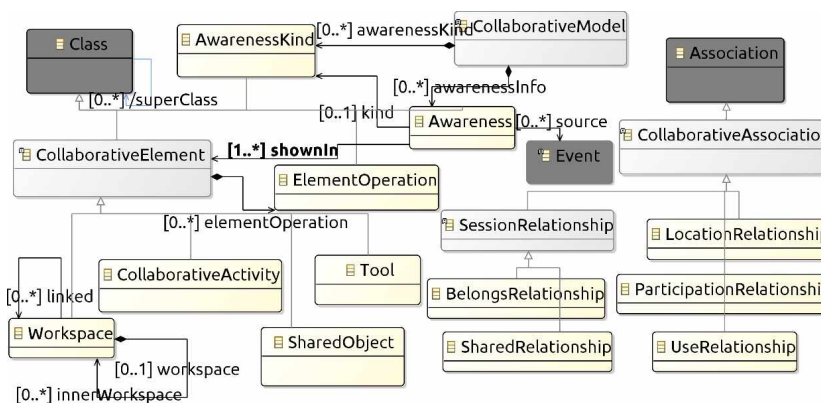 Class
AwarenessKind
[0..*] awarenessKind
CollaborativeModel
Association
[0..*] /superClass
[0..*] awarenessInfo
[0..1] kind
Awareness
[0..*] source
CollaborativeAssociatio
CollaborativeElement
[1..*] shownIn
Event
ElementOperation
[0..*] elementOperation
SessionRelationship
LocationRelationship
CollaborativeActivity
Tool
[0..*] linked
BelongsRelationship
ParticipationRelationship
Workspace
SharedObject
SharedRelationship
UseRelationship
[0..1] workspace
[0..*] innerWorkspace